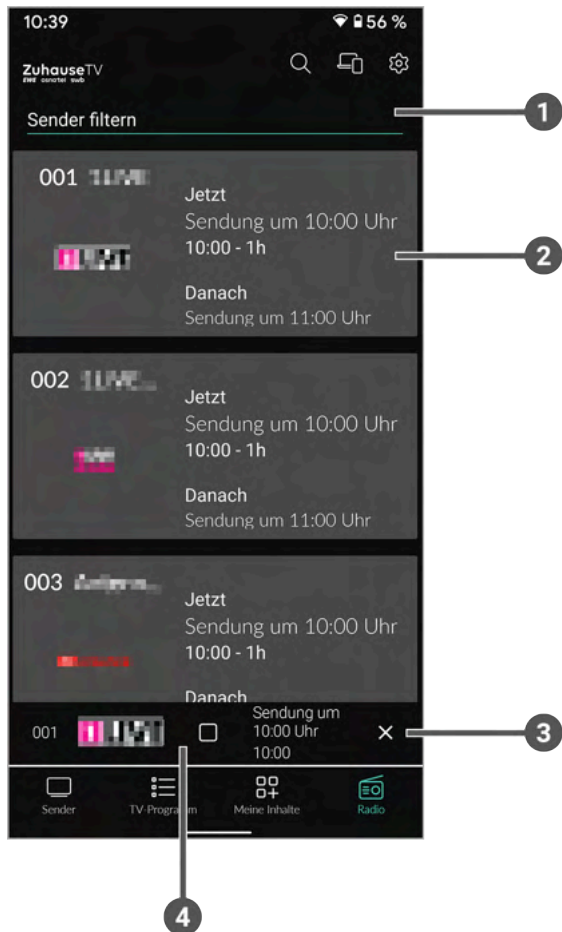 10:39
56 %
ZuhauseTV
EWE osnatel swb
Sender filtern
1
001
Jetzt
Sendung um 10:00 Uhr
10:00 - 1h
2
Danach
Sendung um 11:00 Uhr
002
Jetzt
Sendung um 10:00 Uhr
10:00 - 1h
Danach
Sendung um 11:00 Uhr
003
Jetzt
Sendung um 10:00 Uhr
10:00 - 1h
Danach
001
Sendung um
10:00 Uhr
10:00
3
Sender TV-Programm Meine Inhalte Radio
4